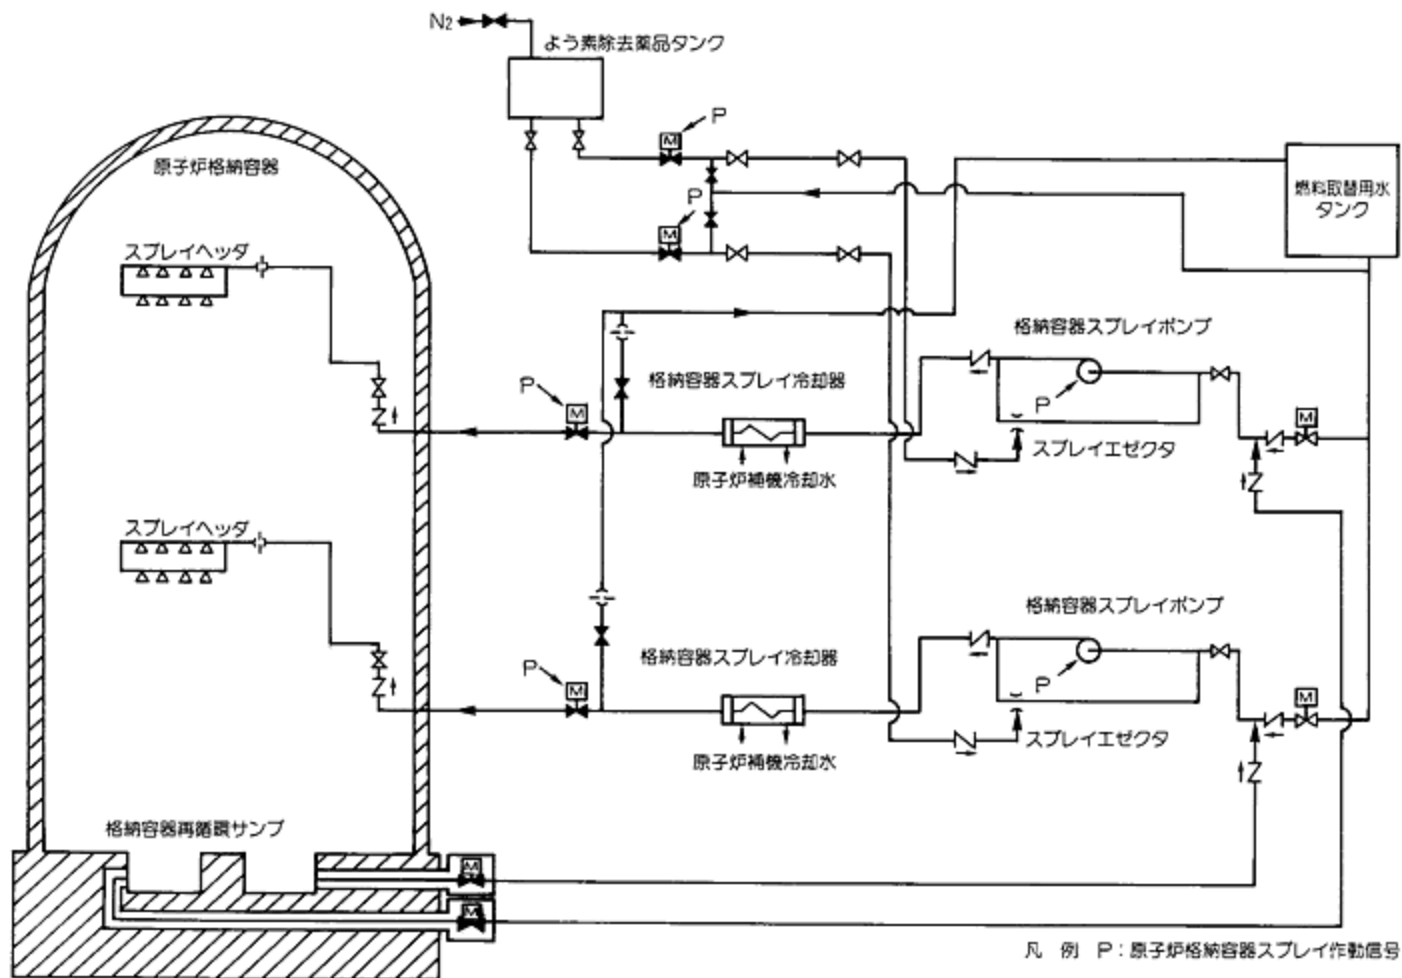 N₂
よう素除去薬品タンク
P
M
原子炉格納容器
燃料取替用水
タンク
P
M
スプレイヘッダ
格納容器スプレイポンプ
格納容器スプレイ冷却器
P
M
P
M
スプレイエゼクタ
原子炉補機冷却水
スプレイヘッダ
格納容器スプレイポンプ
格納容器スプレイ冷却器
P
M
P
M
スプレイエゼクタ
原子炉補機冷却水
格納容器再循環サンプ
M
M
凡 例 P:原子炉格納容器スプレイ作動信号